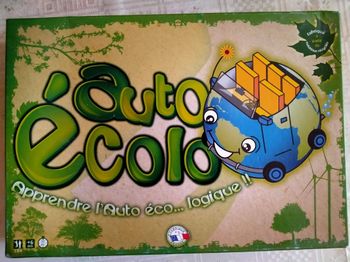 auto
écolo
Apprendre l'Auto éco... logique !!